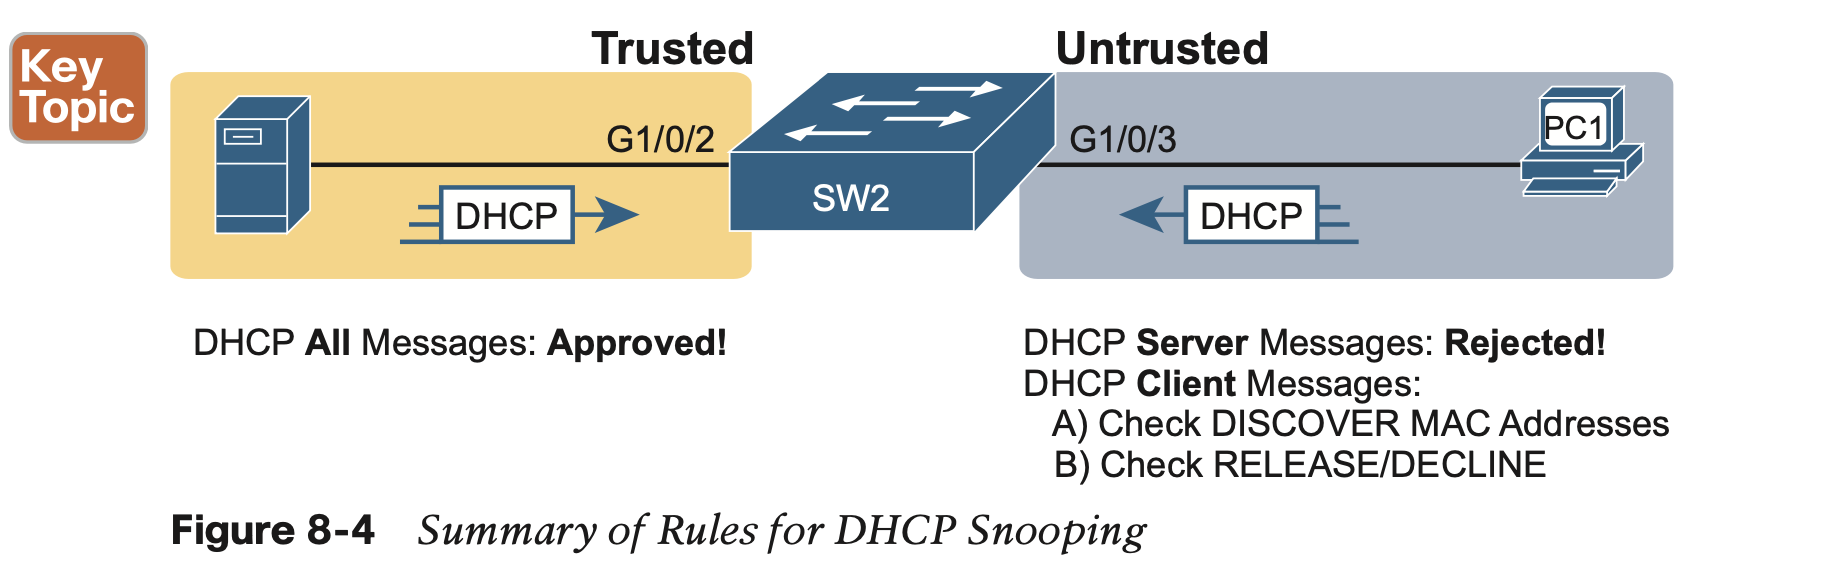 Key
Topic
Trusted
Untrusted
G1/0/2
G1/0/3
PC1
SW2
DHCP
DHCP
DHCP All Messages: Approved!
DHCP Server Messages: Rejected!
DHCP Client Messages:
A) Check DISCOVER MAC Addresses
B) Check RELEASE/DECLINE
Figure 8-4 Summary of Rules for DHCP Snooping